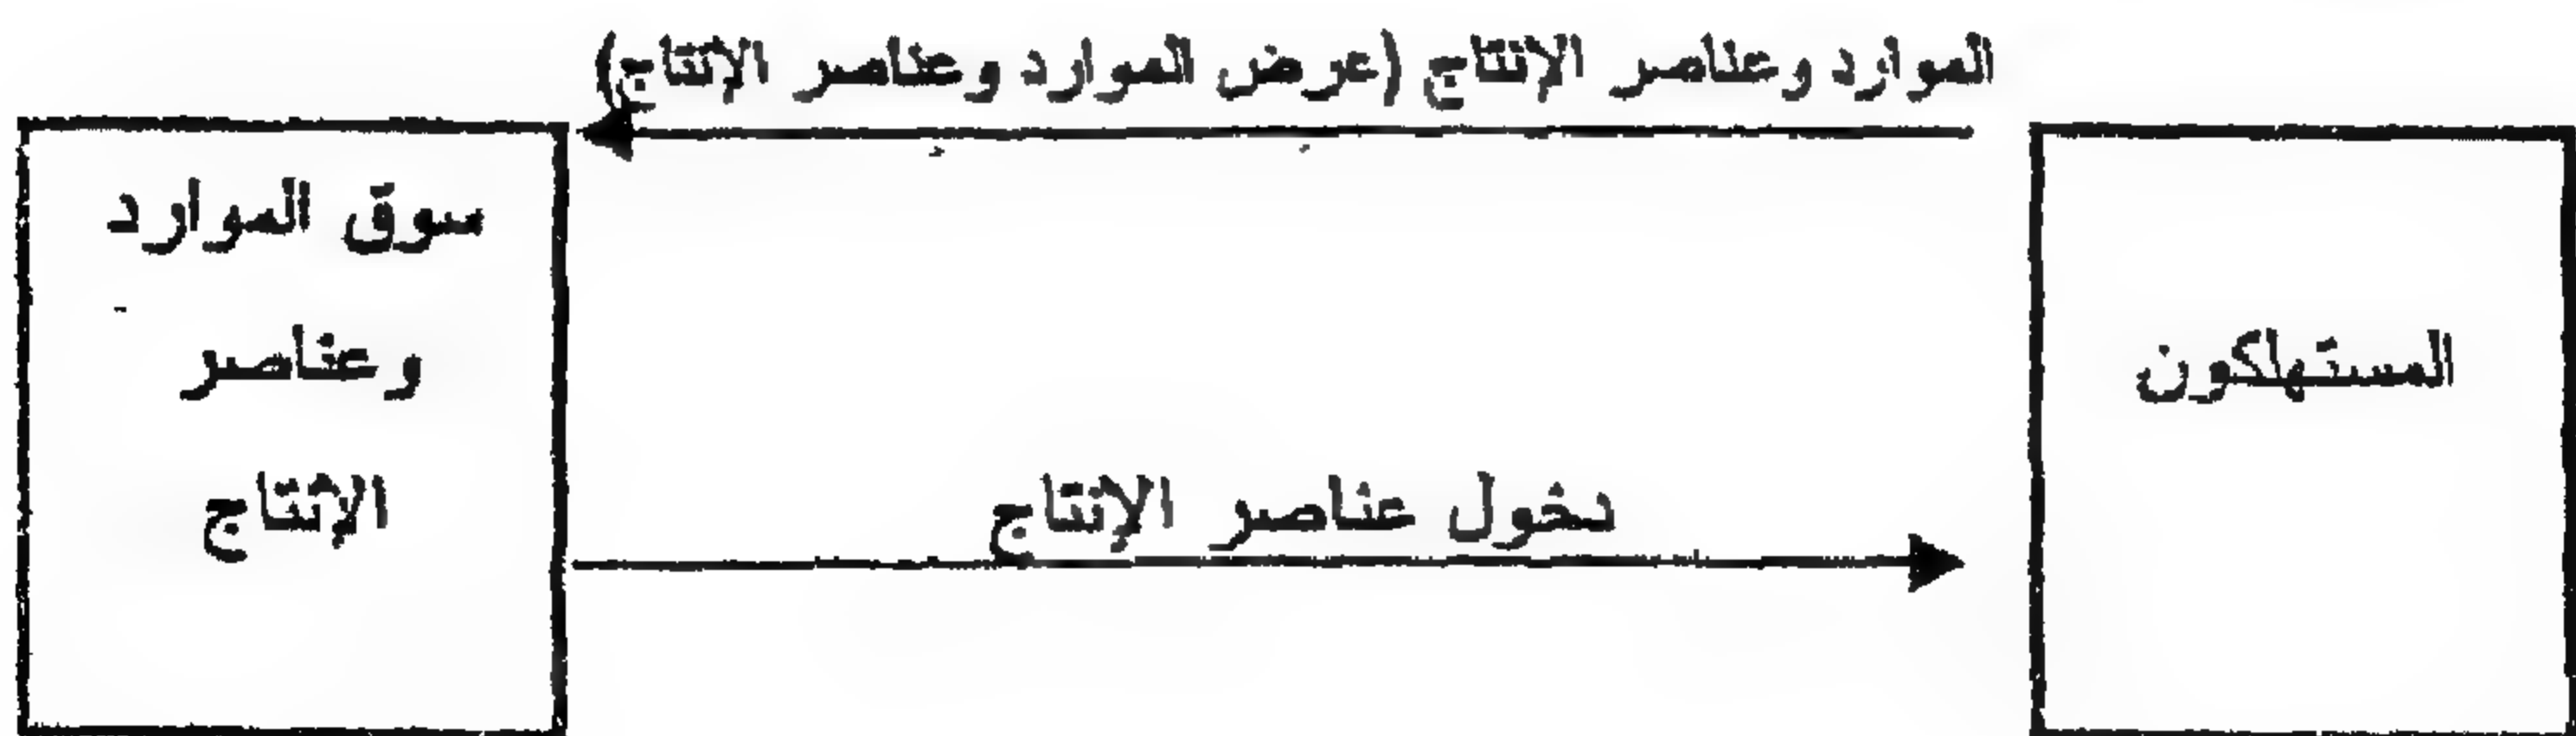 الموارد وعناصر الإنتاج (عرض الموارد وعناصر الإنتاج)
المستهلكون
سوق الموارد
وعناصر
الإنتاج
دخول عناصر الإنتاج